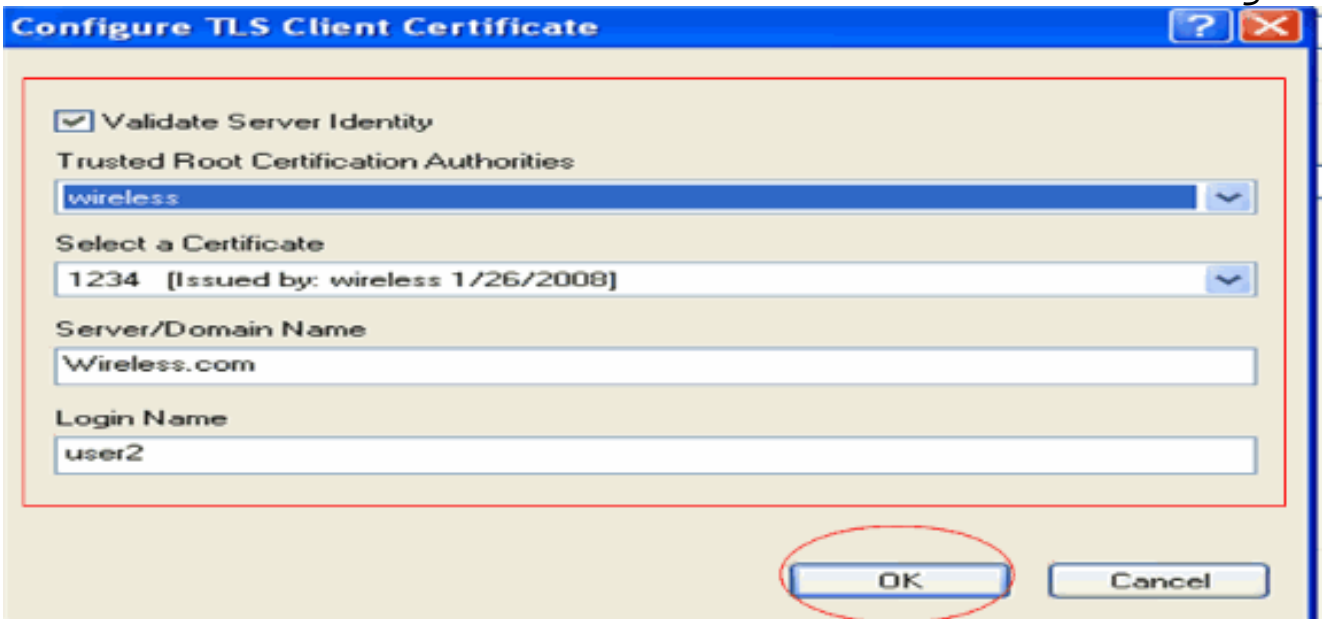 Configure TLS Client Certificate
Validate Server Identity
Trusted Root Certification Authorities
wireless
Select a Certificate
1234 [Issued by: wireless 1/26/2008]
Server/Domain Name
Wireless.com
Login Name
user2
OK Cancel